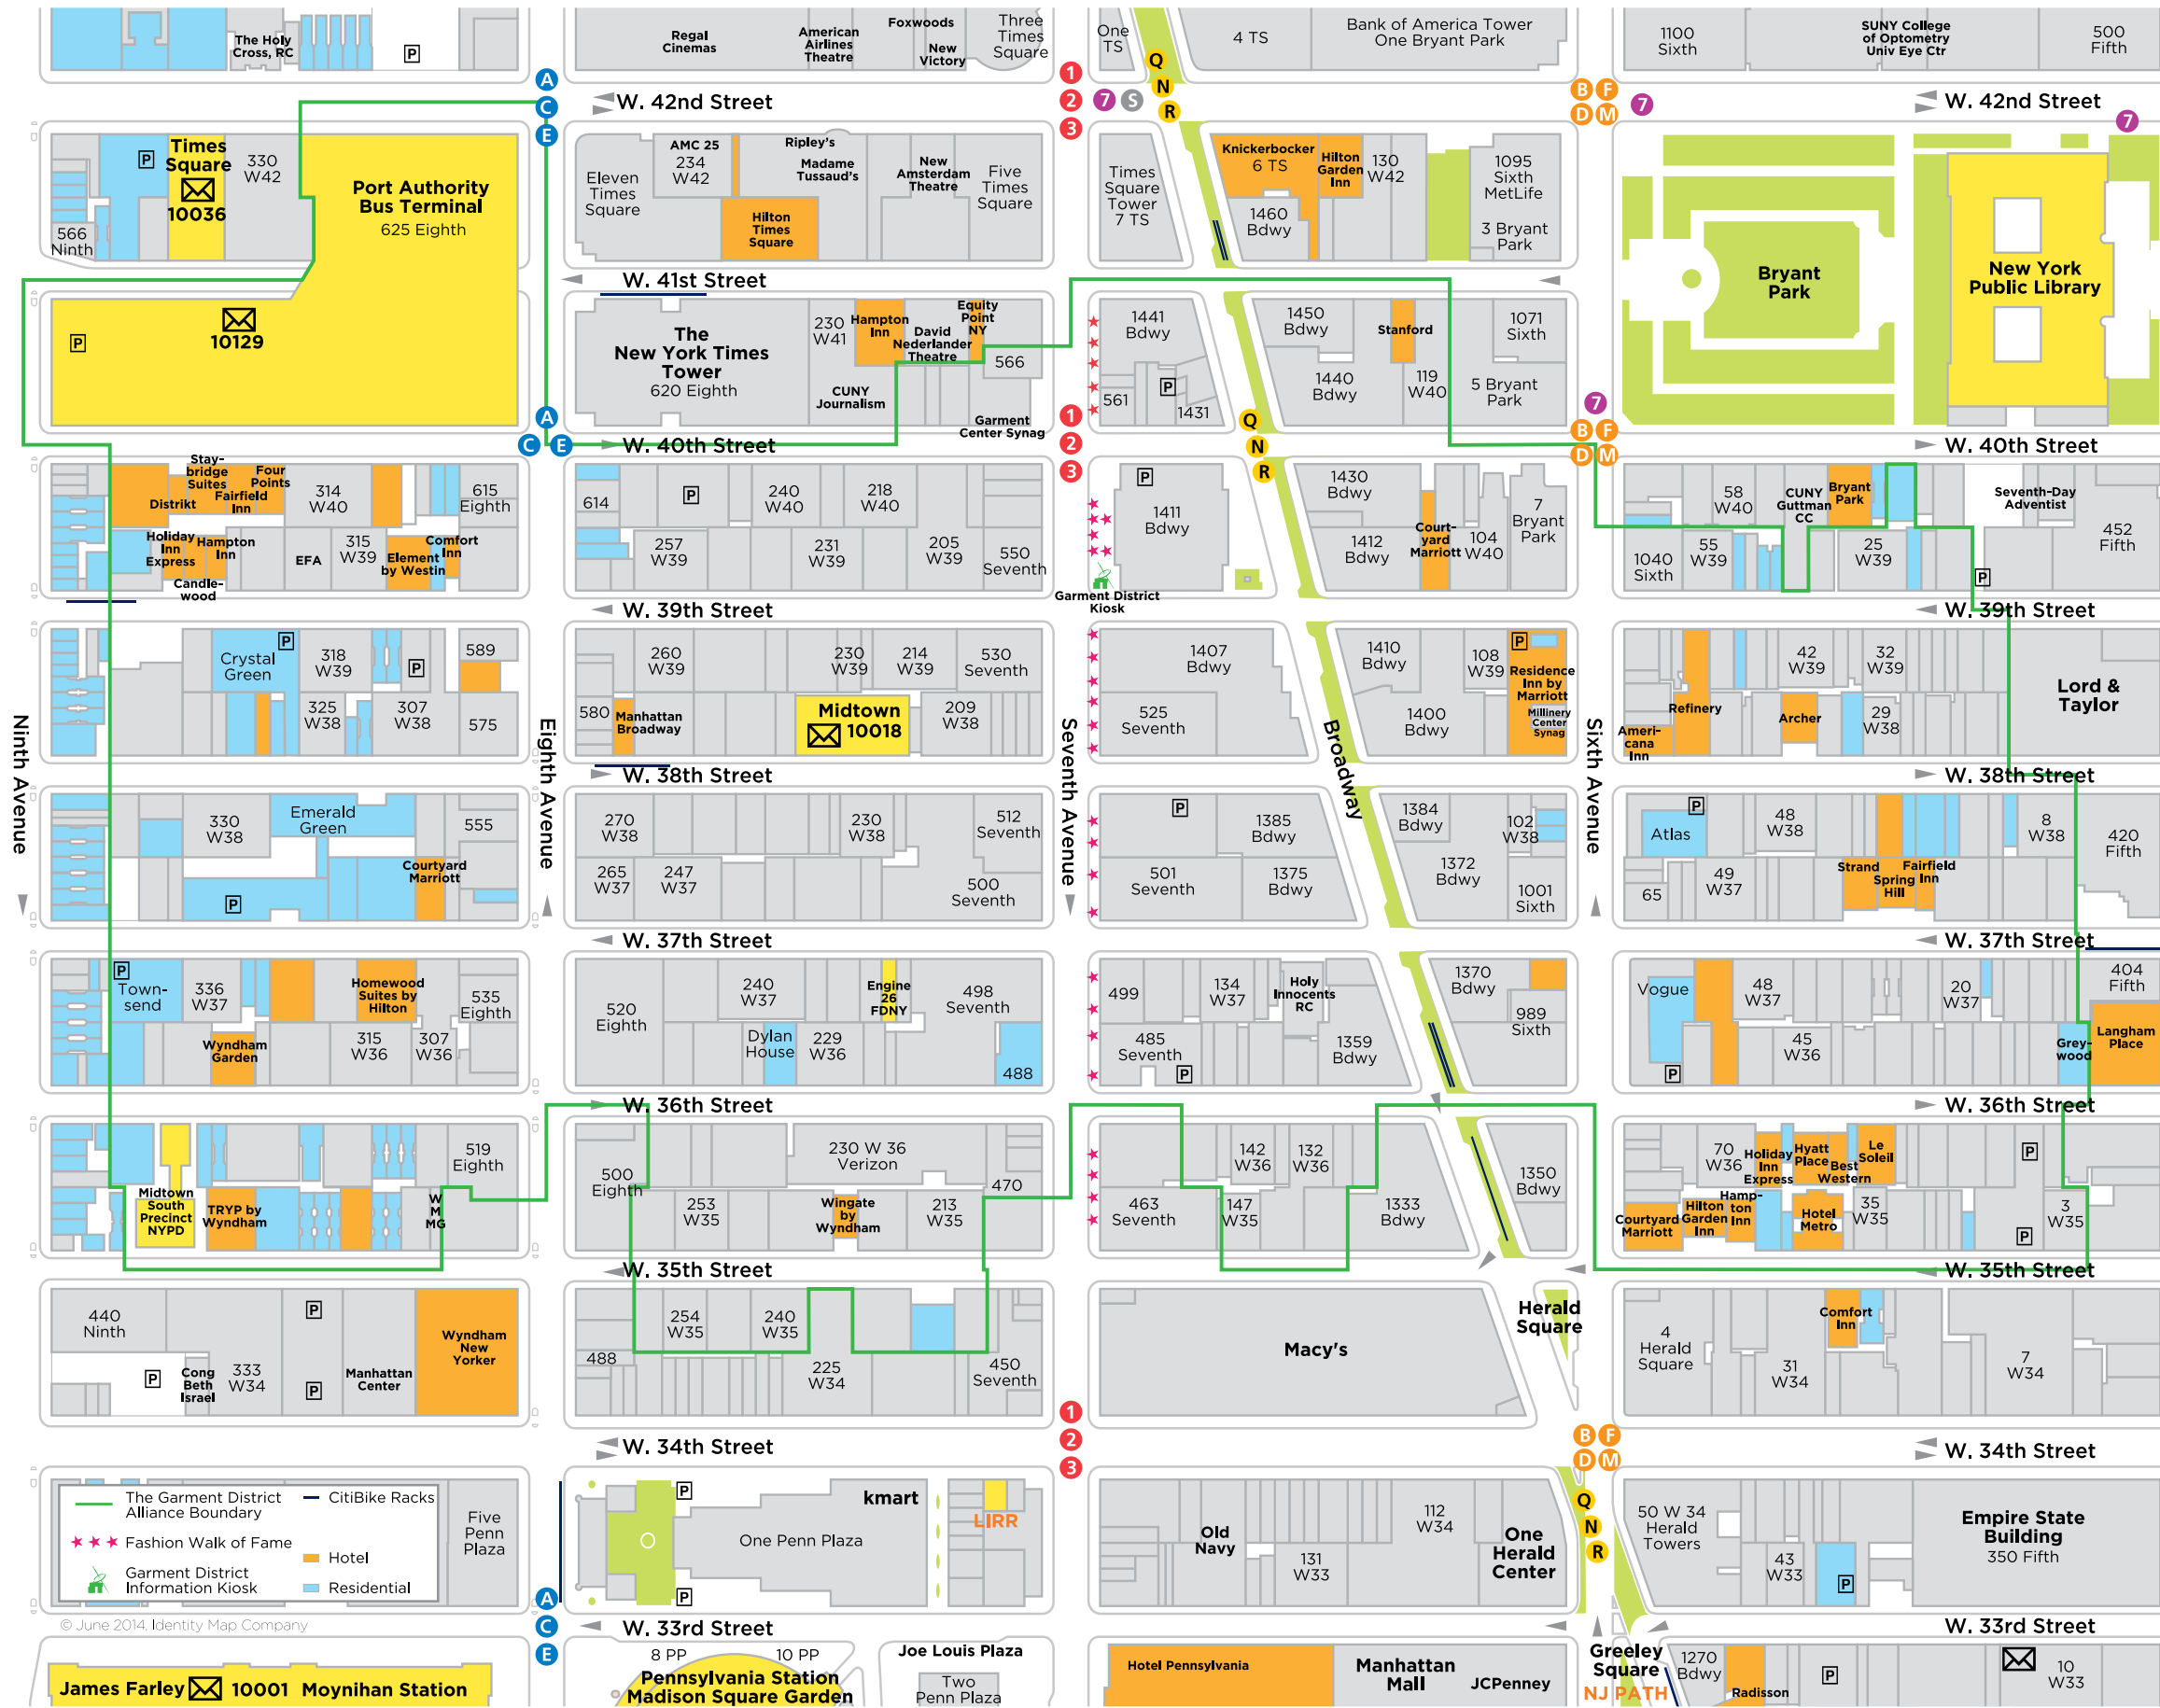 The Holy
Cross, RC
P
Regal
Cinemas
American
Airlines
Theatre
Foxwoods
New
Victory
Three
Times
Square
One
TS
4 TS
Bank of America Tower
One Bryant Park
1100
Sixth
SUNY College
of Optometry
Univ Eye Ctr
500
Fifth
A
C
E
W. 42nd Street
1
2
3
7
S
Q
N
R
B
F
D
M
7
W. 42nd Street
7
P
Times
Square
10036
330
W42
566
Ninth
Port Authority
Bus Terminal
625 Eighth
Eleven
Times
Square
AMC 25
234
W42
Hilton
Times
Square
Ripley's
Madame
Tussaud's
New
Amsterdam
Theatre
Five
Times
Square
Times
Square
Tower
7 TS
Knickerbocker
6 TS
Hilton
Garden
Inn
130
W42
1460
Bdwy
1095
Sixth
MetLife
3 Bryant
Park
Bryant
Park
New York
Public Library
W. 41st Street
P
10129
The
New York Times
Tower
620 Eighth
230
W41
Hampton
Inn
David
Nederlander
Theatre
Equity
Point
NY
566
CUNY
Journalism
Garment
Center Synag
1441
Bdwy
561
P
1431
1450
Bdwy
1440
Bdwy
Stanford
119
W40
1071
Sixth
5 Bryant
Park
A
C
E
W. 40th Street
1
2
3
Q
N
R
7
B
F
D
M
W. 40th Street
Stay-
bridge
Suites
Four
Points
Distrikt
Fairfield
Inn
Holiday
Inn
Express
Hampton
Inn
Candle-
wood
314
W40
EFA
315
W39
Element
by Westin
Comfort
Inn
615
Eighth
614
P
240
W40
218
W40
257
W39
231
W39
205
W39
550
Seventh
P
1411
Bdwy
Garment District
Kiosk
1430
Bdwy
1412
Bdwy
Court-
yard
Marriott
104
W40
7
Bryant
Park
58
W40
CUNY
Guttman
CC
Bryant
Park
Seventh-Day
Adventist
452
Fifth
1040
Sixth
55
W39
25
W39
P
W. 39th Street
W. 39th Street
Crystal
Green
P
318
W39
325
W38
P
307
W38
589
575
260
W39
230
W39
214
W39
530
Seventh
580
Manhattan
Broadway
Midtown
10018
209
W38
1407
Bdwy
525
Seventh
1410
Bdwy
1400
Bdwy
108
W39
P
Residence
Inn by
Marriott
Millinery
Center
Synag
Ameri-
cana
Inn
Refinery
42
W39
32
W39
Archer
29
W38
Lord &
Taylor
Ninth Avenue
Eighth Avenue
Seventh Avenue
Broadway
Sixth Avenue
W. 38th Street
W. 38th Street
330
W38
Emerald
Green
P
Courtyard
Marriott
555
270
W38
230
W38
512
Seventh
265
W37
247
W37
500
Seventh
P
1385
Bdwy
501
Seventh
1375
Bdwy
1384
Bdwy
1372
Bdwy
102
W38
1001
Sixth
Atlas
P
48
W38
8
W38
420
Fifth
65
49
W37
Strand
Spring
Hill
Fairfield
Inn
W. 37th Street
W. 37th Street
P
Town-
send
336
W37
Wyndham
Garden
Homewood
Suites by
Hilton
315
W36
307
W36
535
Eighth
520
Eighth
240
W37
Dylan
House
229
W36
Engine
26
FDNY
498
Seventh
488
499
134
W37
Holy
Innocents
RC
485
Seventh
P
1359
Bdwy
1370
Bdwy
989
Sixth
Vogue
P
48
W37
45
W36
20
W37
Grey-
wood
404
Fifth
Langham
Place
W. 36th Street
W. 36th Street
Midtown
South
Precinct
NYPD
TRYP by
Wyndham
W
M
MG
519
Eighth
500
Eighth
230 W 36
Verizon
253
W35
Wingate
by
Wyndham
213
W35
470
463
Seventh
142
W36
132
W36
147
W35
1333
Bdwy
1350
Bdwy
70
W36
Holiday
Inn
Express
Hyatt
Place
Best
Western
Le
Soleil
P
Courtyard
Marriott
Hilton
Garden
Inn
Hamp-
ton
Inn
Hotel
Metro
35
W35
P
3
W35
W. 35th Street
W. 35th Street
440
Ninth
P
Cong
Beth
Israel
333
W34
P
P
Manhattan
Center
Wyndham
New
Yorker
254
W35
240
W35
488
225
W34
450
Seventh
Macy's
Herald
Square
4
Herald
Square
31
W34
Comfort
Inn
7
W34
1
2
3
W. 34th Street
B
F
D
M
W. 34th Street
The Garment District
Alliance Boundary
CitiBike Racks
Fashion Walk of Fame
Garment District
Information Kiosk
Hotel
Residential
Five
Penn
Plaza
P
P
One Penn Plaza
kmart
LIRR
Old
Navy
131
W33
112
W34
One
Herald
Center
Q
N
R
50 W 34
Herald
Towers
43
W33
P
Empire State
Building
350 Fifth
© June 2014, Identity Map Company
A
C
E
W. 33rd Street
W. 33rd Street
James Farley
10001
Moynihan Station
8 PP
10 PP
Pennsylvania Station
Madison Square Garden
Joe Louis Plaza
Two
Penn Plaza
Hotel Pennsylvania
Manhattan
Mall
JCPenney
Greeley
Square
NJ PATH
1270
Bdwy
Radisson
P
10
W33